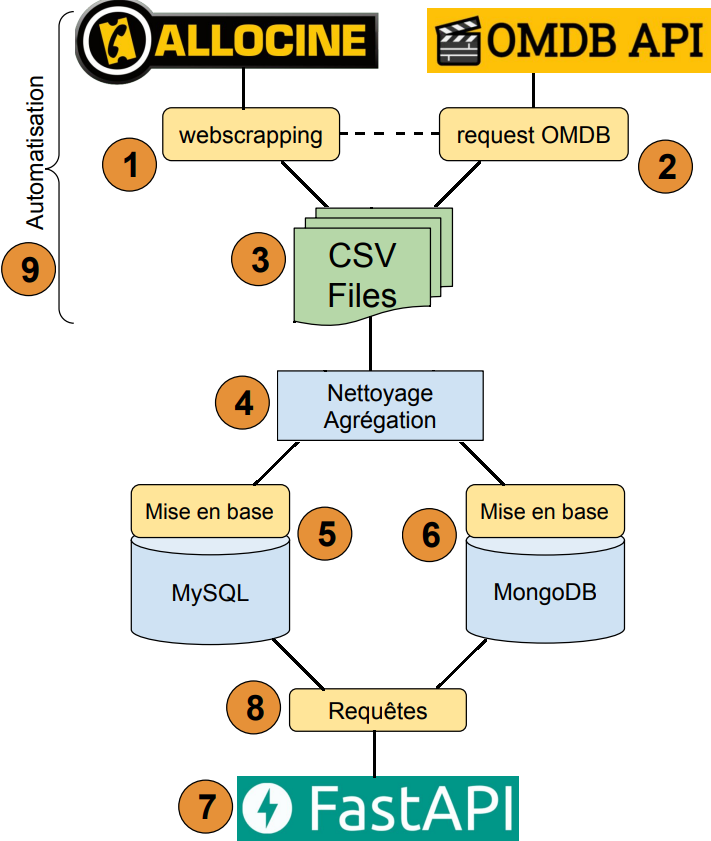 ALLOCINE
OMDB API
Automatisation
webscrapping
request OMDB
1
2
9
3
CSV
Files
4
Nettoyage
Agrégation
Mise en base
5
6
Mise en base
MySQL
MongoDB
8
Requêtes
7
FastAPI